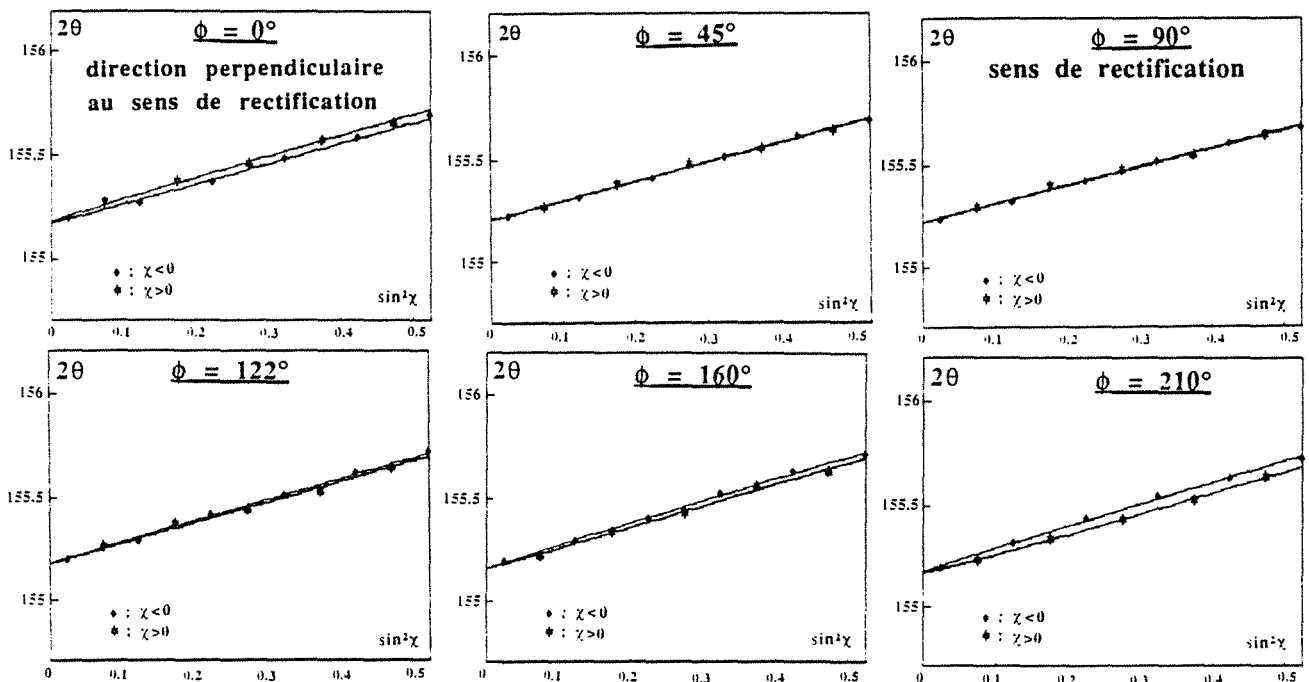 2θ ϕ = 0°
direction perpendiculaire
au sens de rectification
156
155.5
155
♦ : χ<0
⧱ : χ>0
sin²χ
0 0.1 0.2 0.3 0.4 0.5
2θ ϕ = 45°
156
155.5
155
♦ : χ<0
⧱ : χ>0
sin²χ
0 0.1 0.2 0.3 0.4 0.5
2θ ϕ = 90°
sens de rectification
156
155.5
155
♦ : χ<0
⧱ : χ>0
sin²χ
0 0.1 0.2 0.3 0.4 0.5
2θ ϕ = 122°
156
155.5
155
♦ : χ<0
⧱ : χ>0
sin²χ
0 0.1 0.2 0.3 0.4 0.5
2θ ϕ = 160°
156
155.5
155
♦ : χ<0
⧱ : χ>0
sin²χ
0 0.1 0.2 0.3 0.4 0.5
2θ ϕ = 210°
156
155.5
155
♦ : χ<0
⧱ : χ>0
sin²χ
0 0.1 0.2 0.3 0.4 0.5